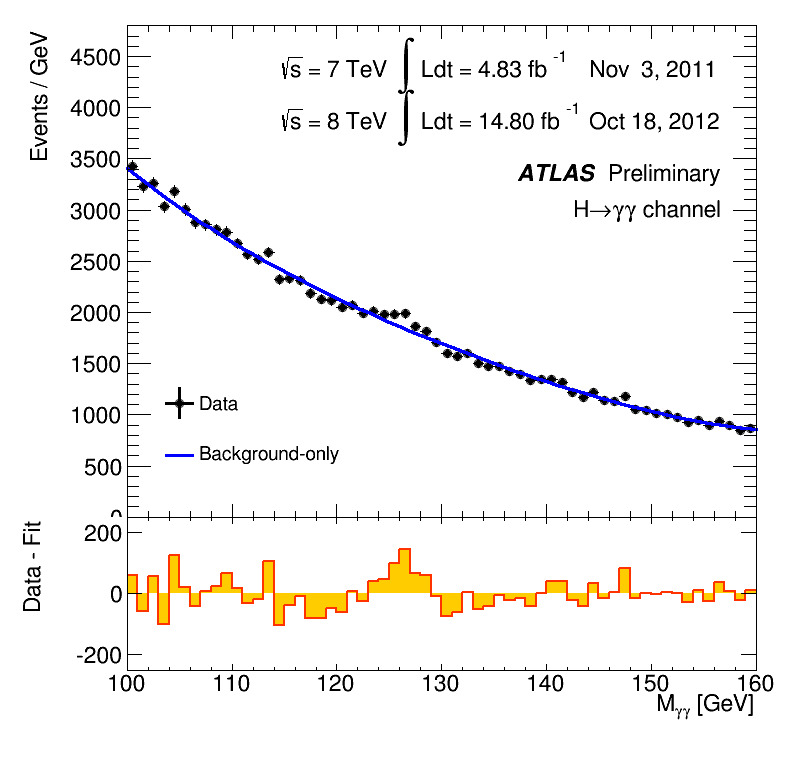 Events / GeV
4500
4000
3500
3000
2500
2000
1500
1000
500
0
√s = 7 TeV ∫ Ldt = 4.83 fb⁻¹ Nov 3, 2011
√s = 8 TeV ∫ Ldt = 14.80 fb⁻¹ Oct 18, 2012
ATLAS Preliminary
H→γγ channel
Data
Background-only
Data - Fit
200
0
-200
100 110 120 130 140 150 160
Mγγ [GeV]